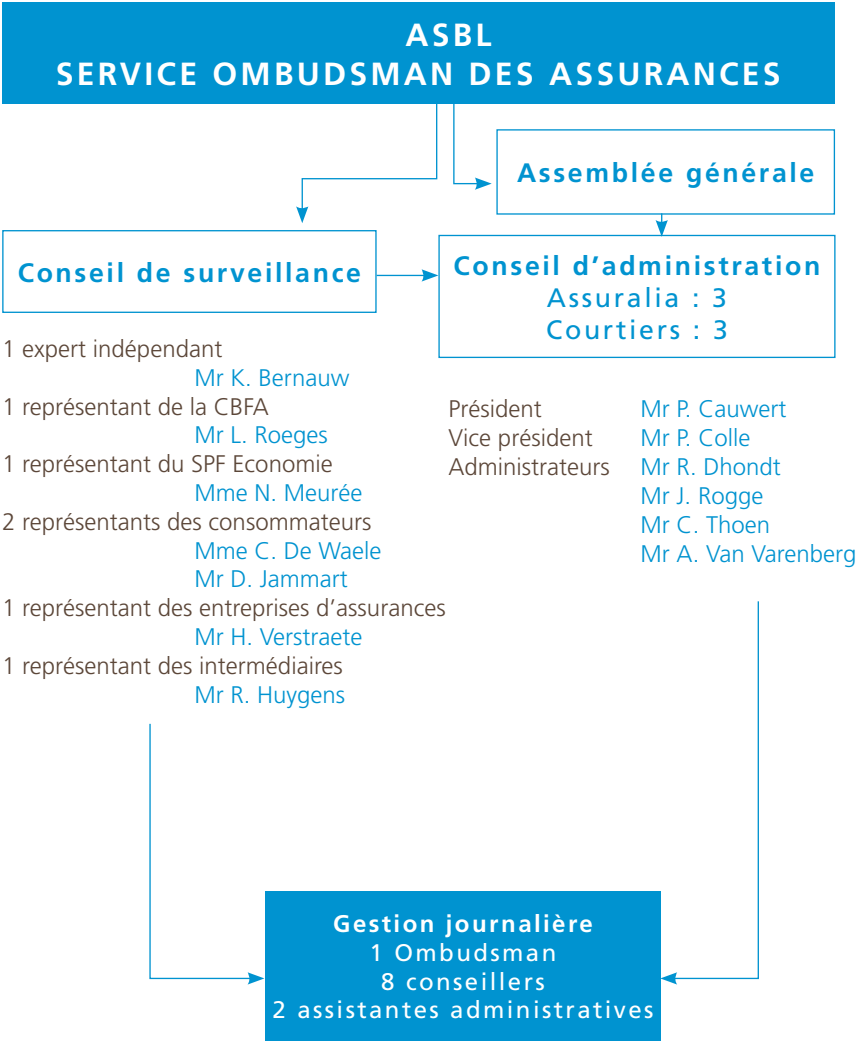 ASBL
SERVICE OMBUDSMAN DES ASSURANCES
Assemblée générale
Conseil de surveillance
Conseil d’administration
Assuralia : 3
Courtiers : 3
1 expert indépendant
Mr K. Bernauw
1 représentant de la CBFA
Mr L. Roeges
1 représentant du SPF Economie
Mme N. Meurée
2 représentants des consommateurs
Mme C. De Waele
Mr D. Jammart
1 représentant des entreprises d’assurances
Mr H. Verstraete
1 représentant des intermédiaires
Mr R. Huygens
Président Mr P. Cauwert
Vice président Mr P. Colle
Administrateurs Mr R. Dhondt
Mr J. Rogge
Mr C. Thoen
Mr A. Van Varenberg
Gestion journalière
1 Ombudsman
8 conseillers
2 assistantes administratives